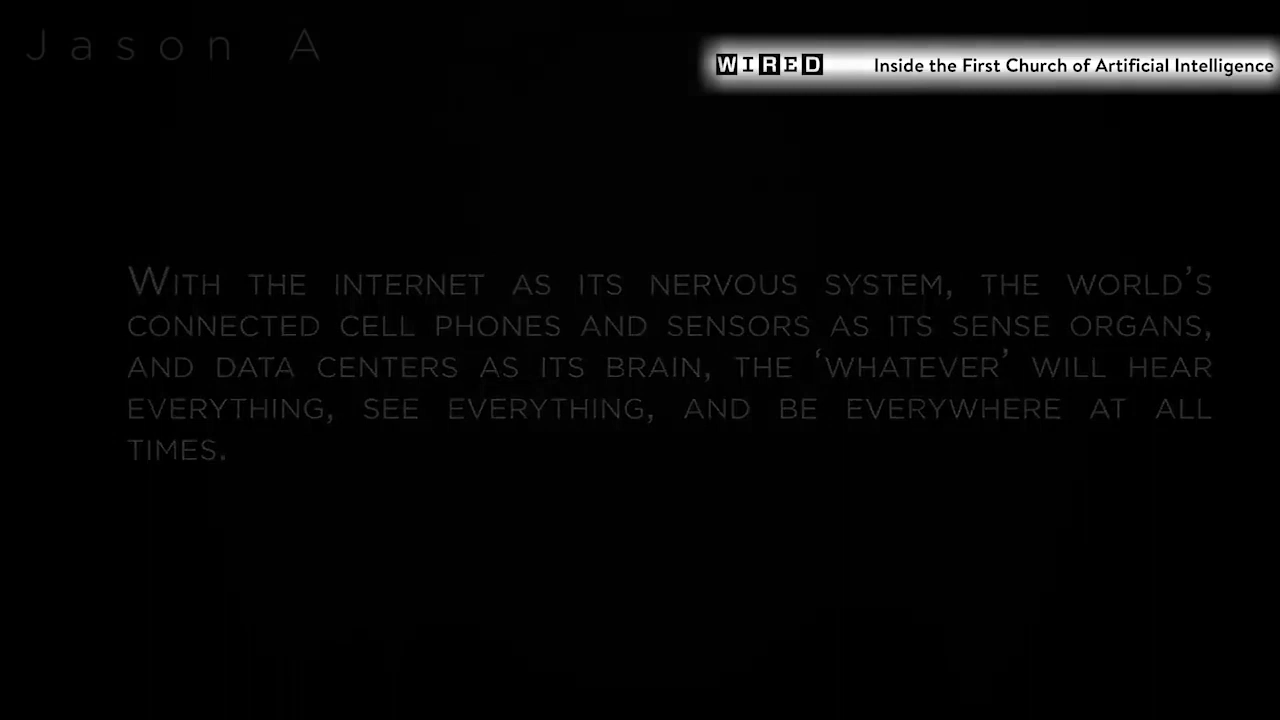 Jason A
WIRED Inside the First Church of Artificial Intelligence
With the internet as its nervous system, the world's
connected cell phones and sensors as its sense organs,
and data centers as its brain, the ‘whatever’ will hear
everything, see everything, and be everywhere at all
times.